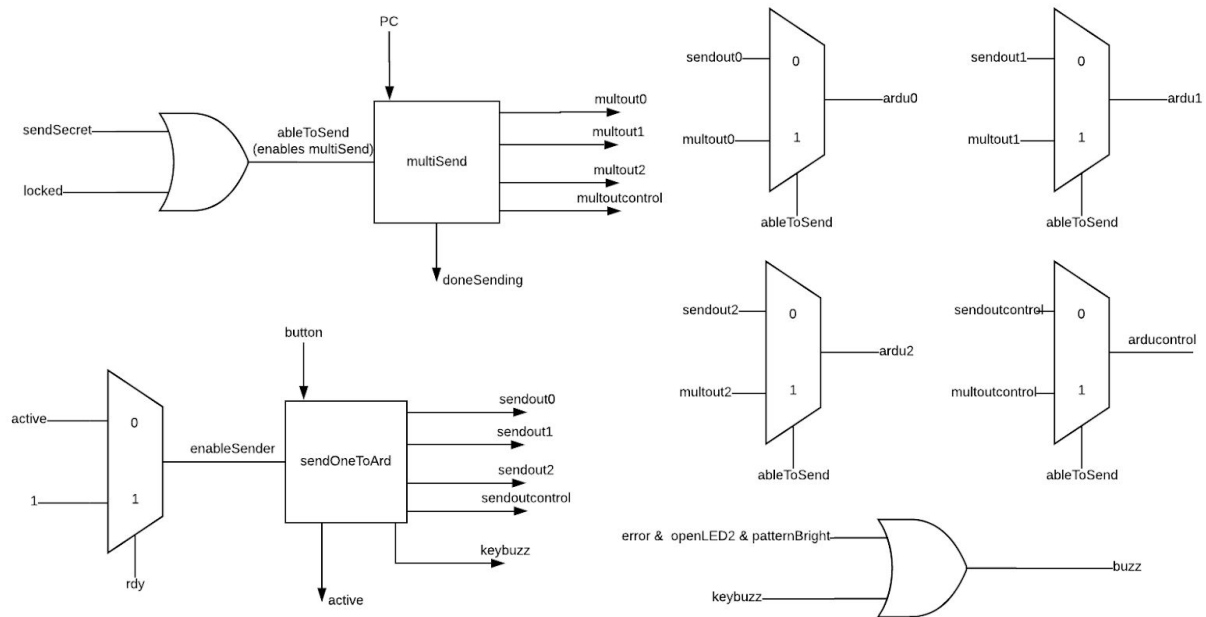 PC
sendSecret
locked
ableToSend
(enables multiSend)
multiSend
multout0
multout1
multout2
multoutcontrol
doneSending
sendout0
multout0
0
1
ardu0
ableToSend
sendout1
multout1
0
1
ardu1
ableToSend
button
active
1
0
1
rdy
enableSender
sendOneToArd
sendout0
sendout1
sendout2
sendoutcontrol
keybuzz
active
sendout2
multout2
0
1
ardu2
ableToSend
sendoutcontrol
multoutcontrol
0
1
arducontrol
ableToSend
error & openLED2 & patternBright
keybuzz
buzz